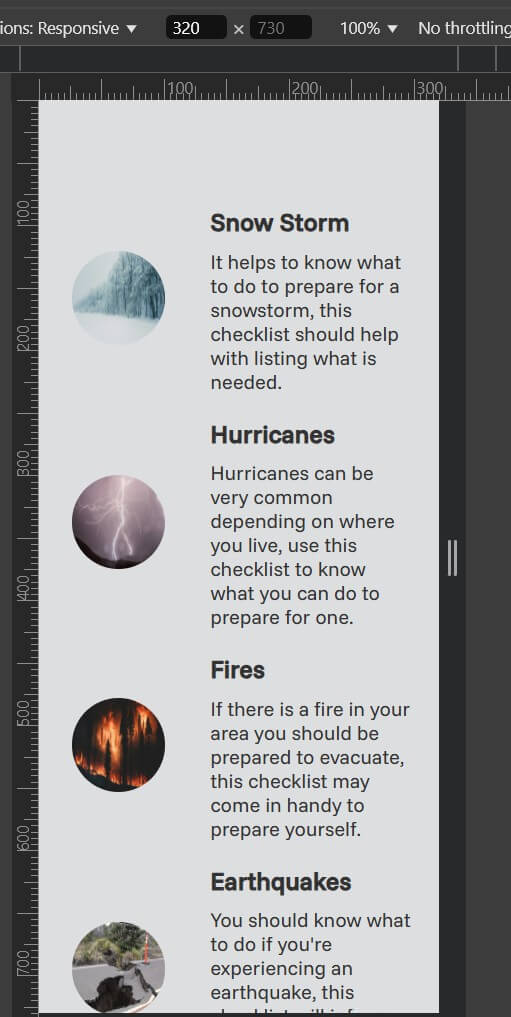 ions: Responsive ▼ 320 × 730 100% ▼ No throttling
100 200 300
100
200
300
400
500
600
700
Snow Storm
It helps to know what
to do to prepare for a
snowstorm, this
checklist should help
with listing what is
needed.
Hurricanes
Hurricanes can be
very common
depending on where
you live, use this
checklist to know
what you can do to
prepare for one.
Fires
If there is a fire in your
area you should be
prepared to evacuate,
this checklist may
come in handy to
prepare yourself.
Earthquakes
You should know what
to do if you're
experiencing an
earthquake, this